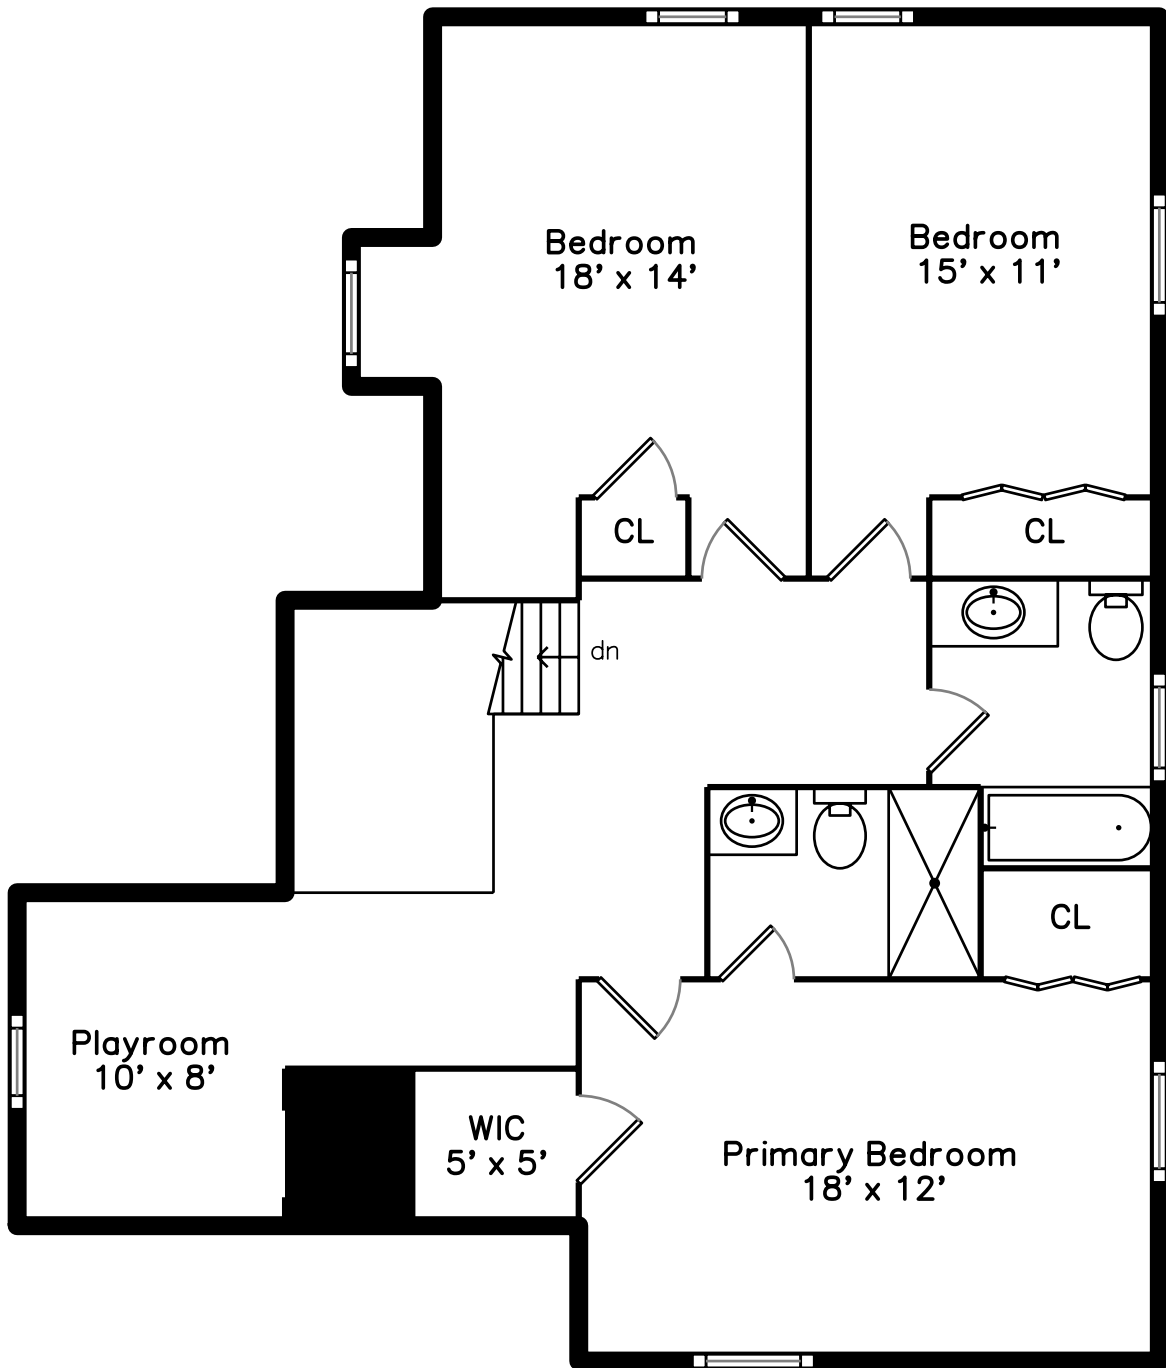 Bedroom
18' x 14'
Bedroom
15' x 11'
CL
CL
dn
CL
Playroom
10' x 8'
WIC
5' x 5'
Primary Bedroom
18' x 12'